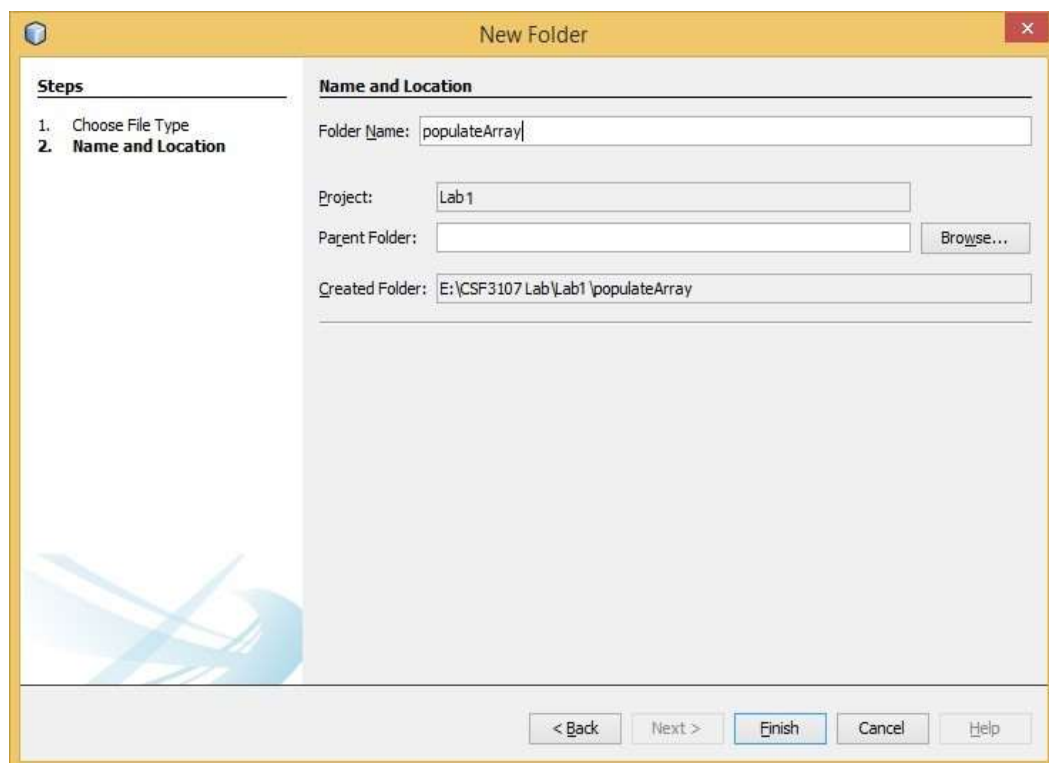 New Folder
Steps
1. Choose File Type
2. Name and Location
Name and Location
Folder Name: populateArray
Project: Lab1
Parent Folder: Browse...
Created Folder: E:\CSF3107 Lab\Lab1\populateArray
< Back Next > Finish Cancel Help